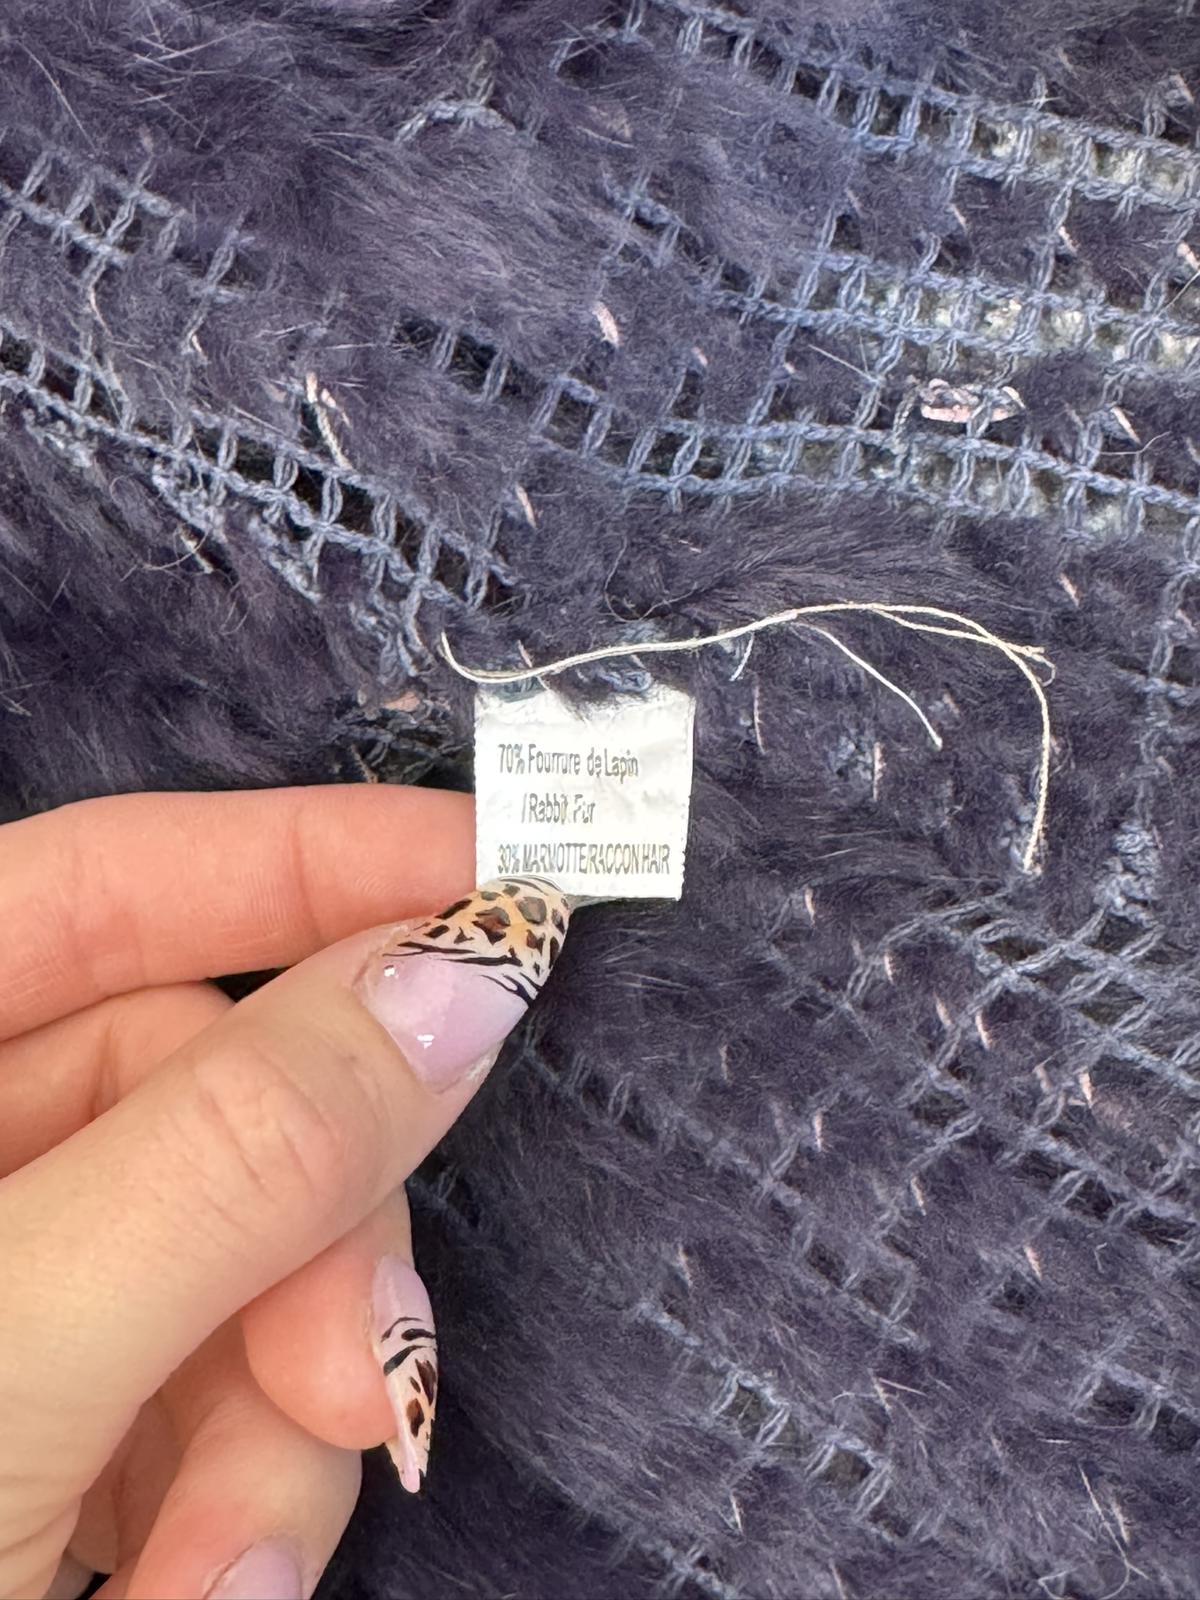 70% Fourrure de Lapin
/Rabbit Fur
30% MARMOTTE RACCON HAIR